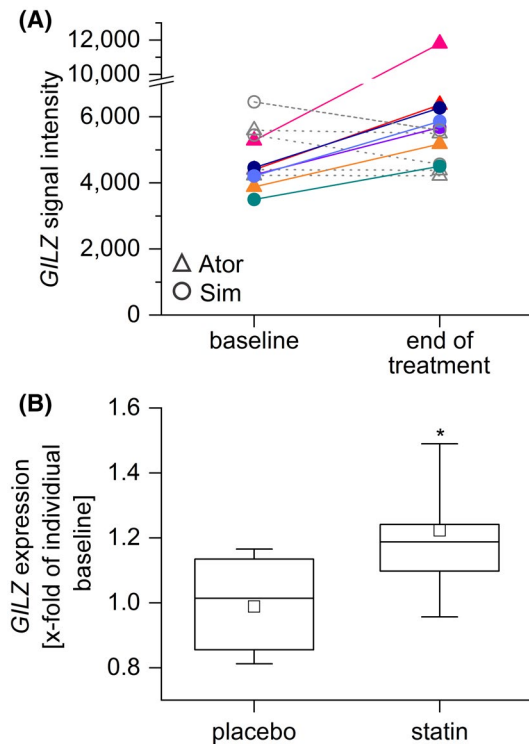 (A)
12,000
10,000
6,000
4,000
2,000
0
GILZ signal intensity
Ator
Sim
baseline
end of
treatment
(B)
1.6
1.4
1.2
1.0
0.8
GILZ expression
[x-fold of individiual
baseline]
*
placebo
statin